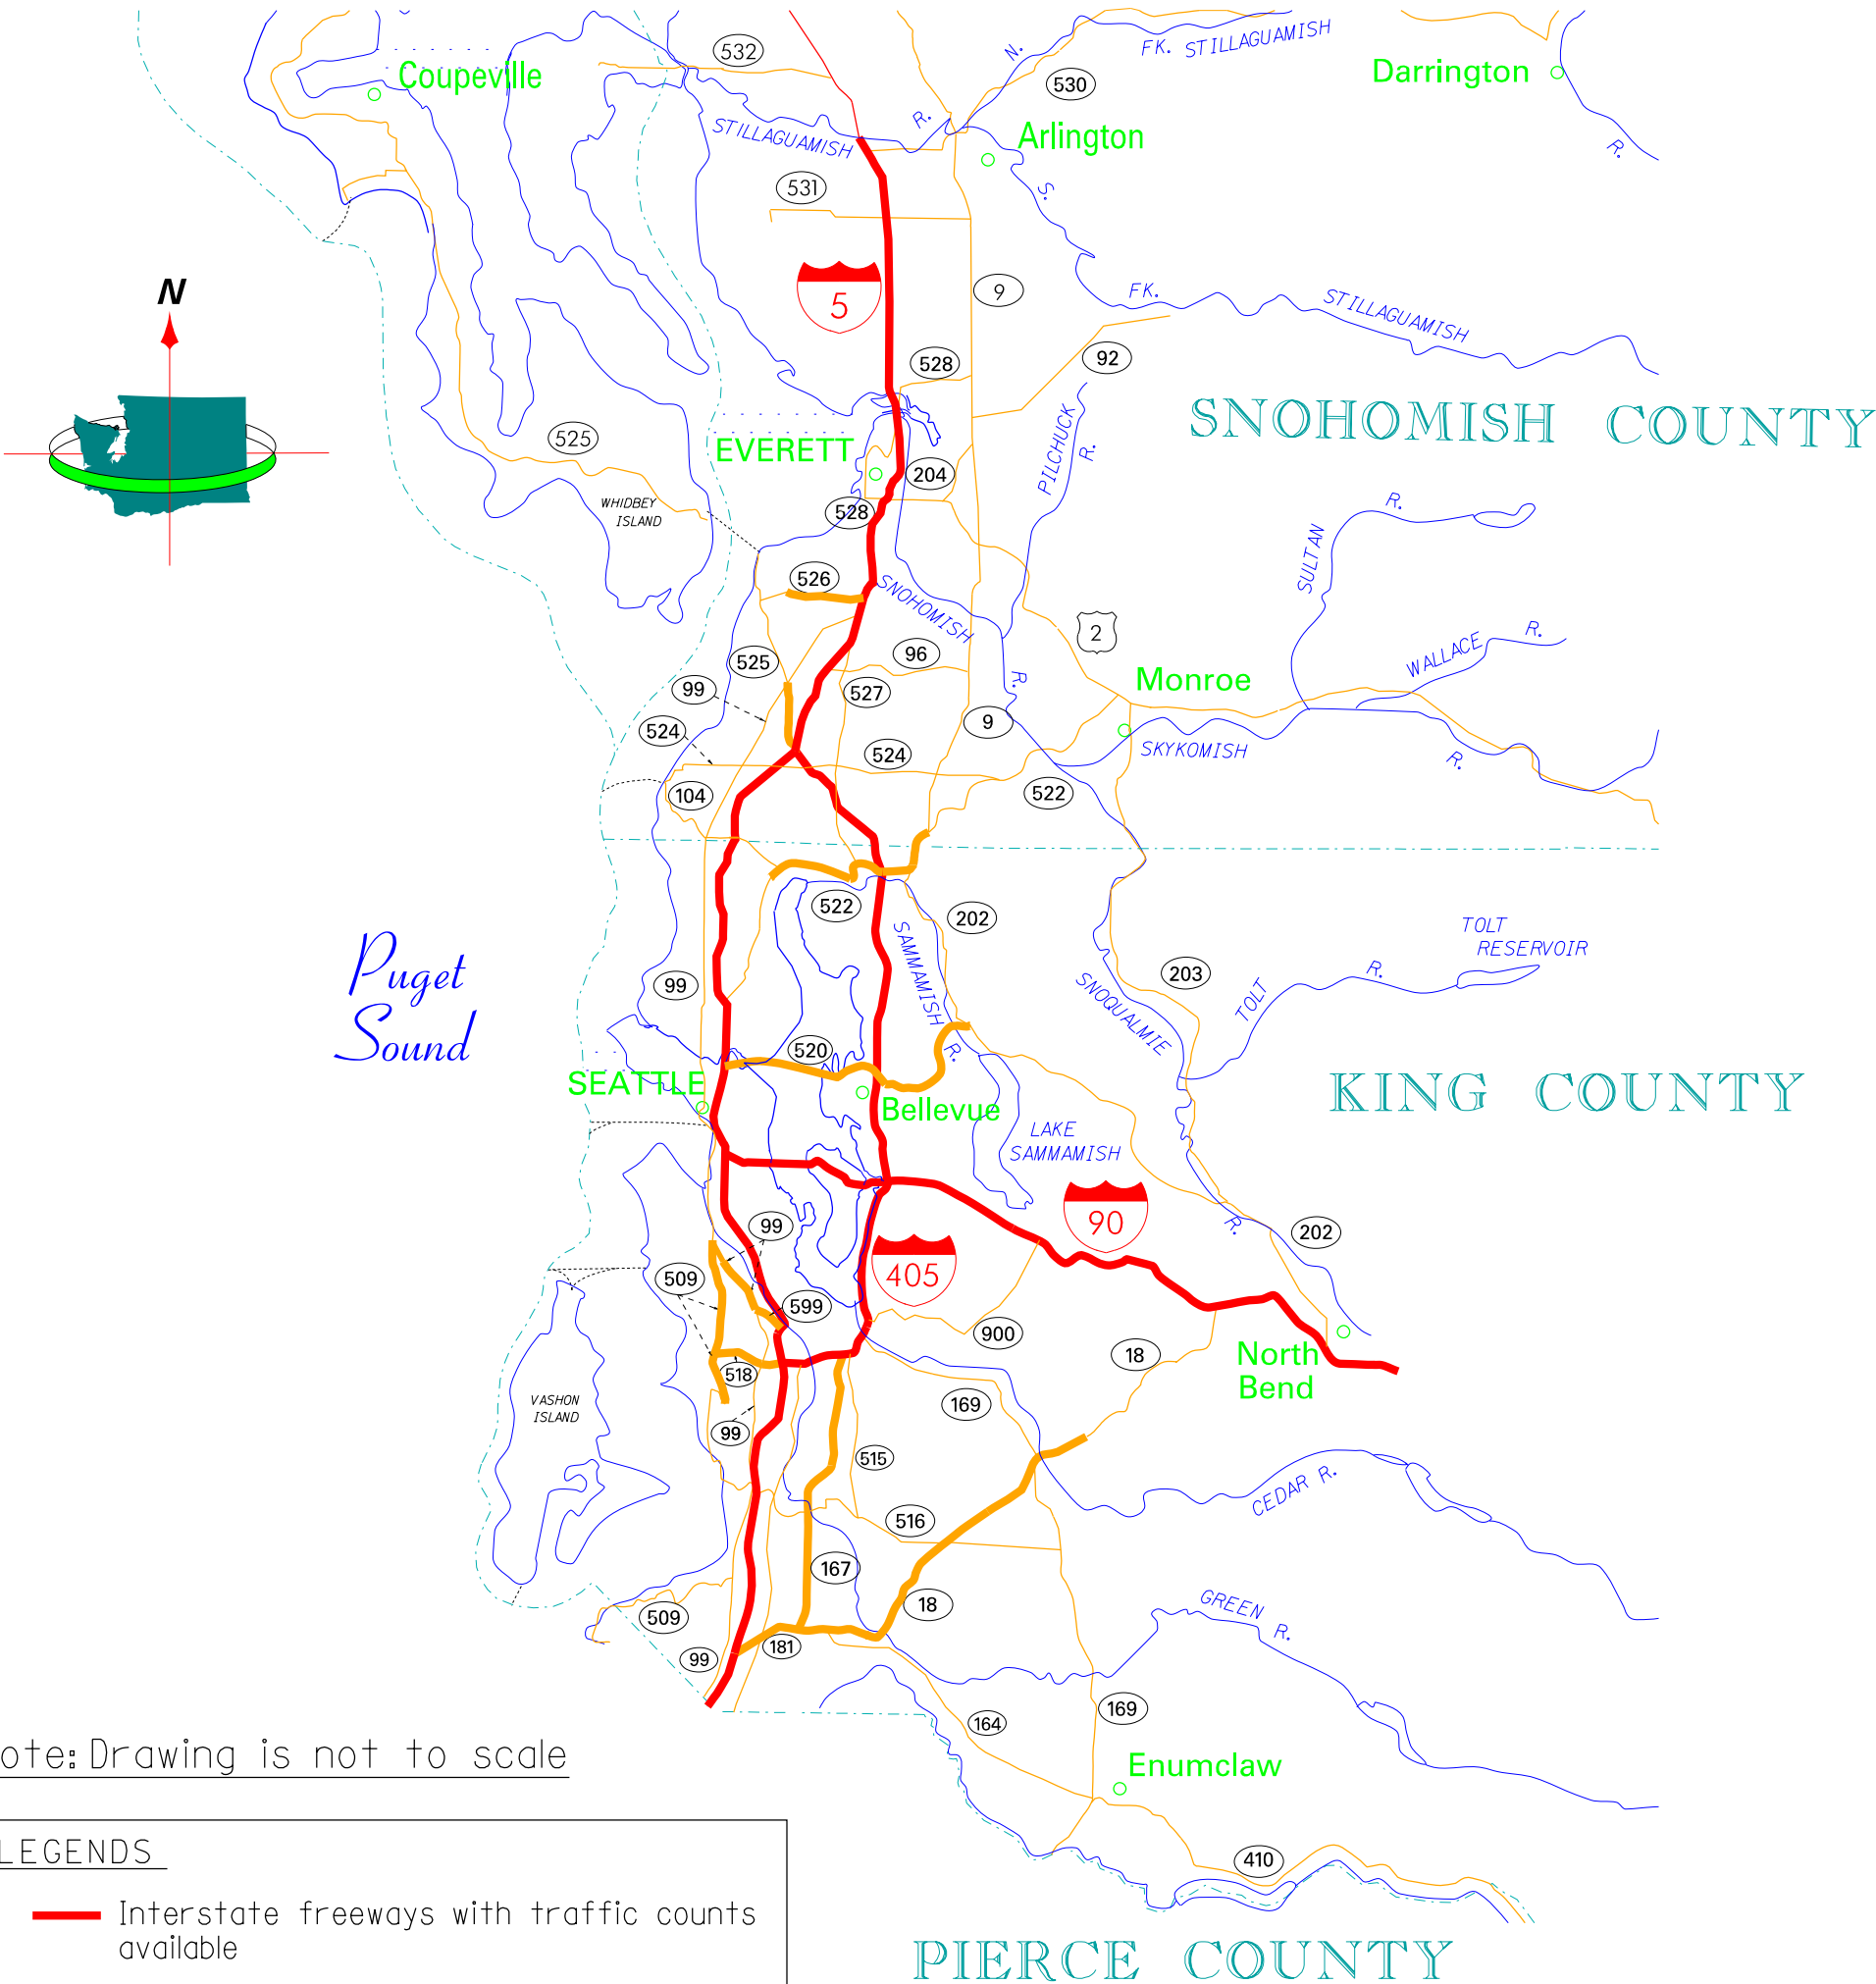 532
N.
FK. STILLAGUAMISH
Darrington
Coupeville
530
R.
STILLAGUAMISH
Arlington
R.
531
S.
5
9
FK.
STILLAGUAMISH
N
528
92
SNOHOMISH COUNTY
PILCHUCK
R.
525
EVERETT
204
WHIDBEY
ISLAND
528
R.
SULTAN
526
SNOHOMISH
2
R.
WALLACE
525
96
R.
Monroe
99
527
524
9
524
SKYKOMISH
R.
104
522
522
202
SAMMAMISH
TOLT
RESERVOIR
Puget
Sound
99
203
R.
SNOQUALMIE
TOLT
520
R.
SEATTLE
Bellevue
KING COUNTY
LAKE
SAMMAMISH
90
99
R.
202
509
405
599
900
18
North
Bend
518
VASHON
ISLAND
169
99
515
CEDAR R.
516
167
18
GREEN
R.
509
181
99
169
164
ote: Drawing is not to scale
Enumclaw
LEGENDS
410
Interstate freeways with traffic counts
available
PIERCE COUNTY